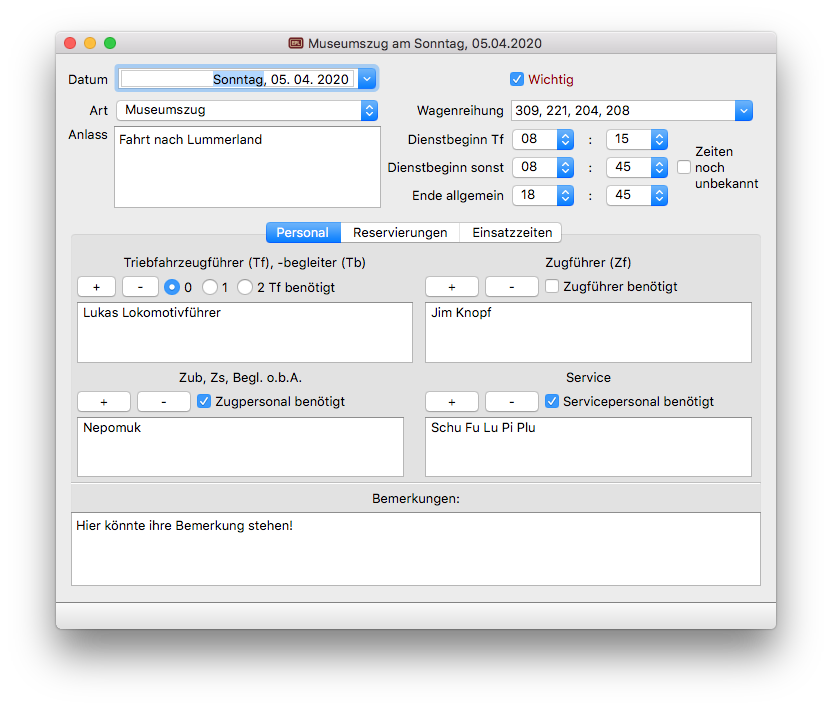 Museumszug am Sonntag, 05.04.2020
Datum Sonntag, 05. 04. 2020 Wichtig
Art Museumszug Wagenreihung 309, 221, 204, 208
Anlass Fahrt nach Lummerland
Dienstbeginn Tf 08 : 15
Dienstbeginn sonst 08 : 45
Ende allgemein 18 : 45
Zeiten
noch
unbekannt
Personal Reservierungen Einsatzzeiten
Triebfahrzeugführer (Tf), -begleiter (Tb)
+ - 0 1 2 Tf benötigt
Lukas Lokomotivführer
Zugführer (Zf)
+ - Zugführer benötigt
Jim Knopf
Zub, Zs, Begl. o.b.A.
+ - Zugpersonal benötigt
Nepomuk
Service
+ - Servicepersonal benötigt
Schu Fu Lu Pi Plu
Bemerkungen:
Hier könnte ihre Bemerkung stehen!